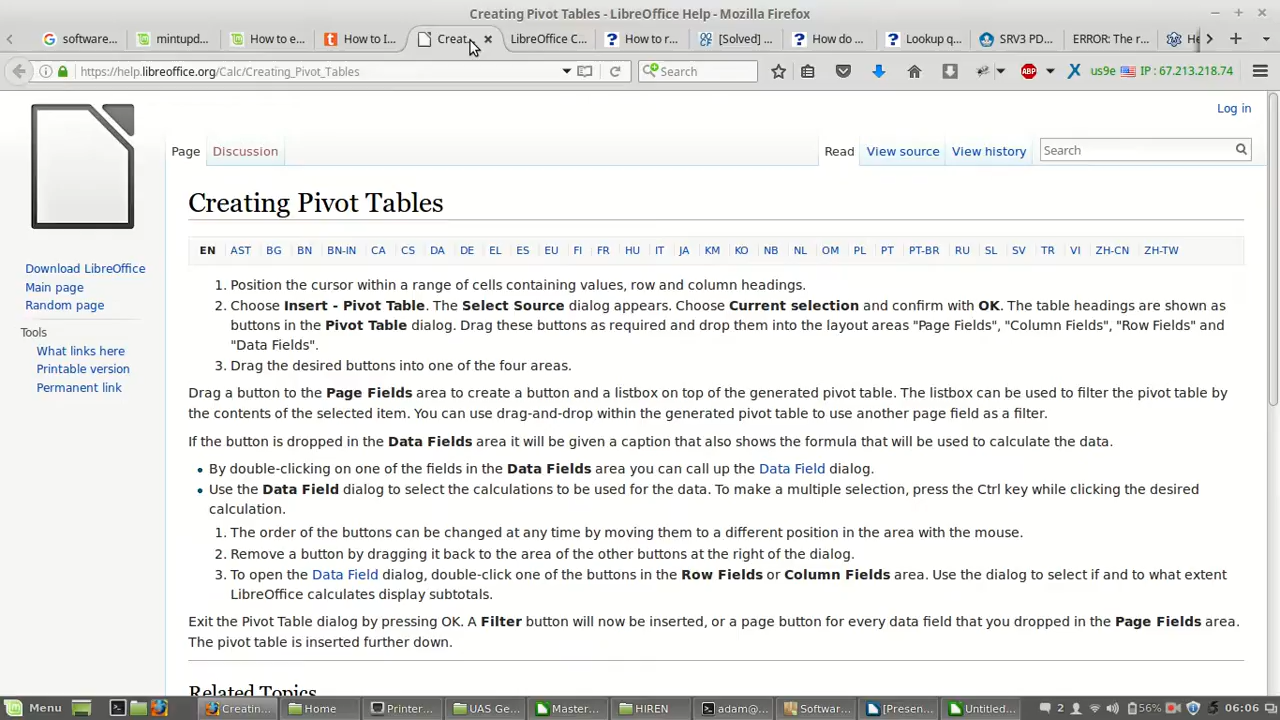 Creating Pivot Tables - LibreOffice Help - Mozilla Firefox
software... mintupd... How to e... How to I... Creat... LibreOffice C... How to r... [Solved] ... How do ... Lookup q... SRV3 PD... ERROR: The r... He
https://help.libreoffice.org/Calc/Creating_Pivot_Tables Search ABP us9e IP : 67.213.218.74
Log in
Page Discussion Read View source View history Search
Creating Pivot Tables
EN AST BG BN BN-IN CA CS DA DE EL ES EU FI FR HU IT JA KM KO NB NL OM PL PT PT-BR RU SL SV TR VI ZH-CN ZH-TW
Download LibreOffice
Main page
Random page
Tools
What links here
Printable version
Permanent link
1. Position the cursor within a range of cells containing values, row and column headings.
2. Choose Insert - Pivot Table. The Select Source dialog appears. Choose Current selection and confirm with OK. The table headings are shown as
buttons in the Pivot Table dialog. Drag these buttons as required and drop them into the layout areas "Page Fields", "Column Fields", "Row Fields" and
"Data Fields".
3. Drag the desired buttons into one of the four areas.
Drag a button to the Page Fields area to create a button and a listbox on top of the generated pivot table. The listbox can be used to filter the pivot table by
the contents of the selected item. You can use drag-and-drop within the generated pivot table to use another page field as a filter.
If the button is dropped in the Data Fields area it will be given a caption that also shows the formula that will be used to calculate the data.
• By double-clicking on one of the fields in the Data Fields area you can call up the Data Field dialog.
• Use the Data Field dialog to select the calculations to be used for the data. To make a multiple selection, press the Ctrl key while clicking the desired
calculation.
1. The order of the buttons can be changed at any time by moving them to a different position in the area with the mouse.
2. Remove a button by dragging it back to the area of the other buttons at the right of the dialog.
3. To open the Data Field dialog, double-click one of the buttons in the Row Fields or Column Fields area. Use the dialog to select if and to what extent
LibreOffice calculates display subtotals.
Exit the Pivot Table dialog by pressing OK. A Filter button will now be inserted, or a page button for every data field that you dropped in the Page Fields area.
The pivot table is inserted further down.
Related Topics
Menu Creatin... Home Printer... UAS Ge... Master... HIREN adam@... Softwar... [Presen... Untitled... 2 56% 06:06